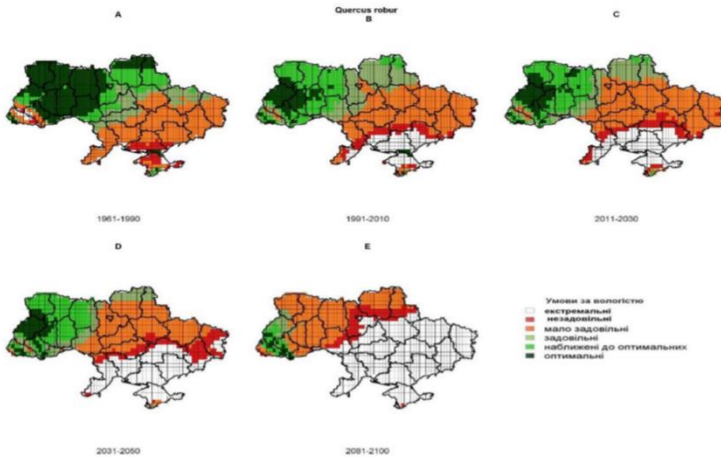 Quercus robur
A
B
C
1961-1990
1991-2010
2011-2030
D
E
2031-2050
2081-2100
Умови за вологістю
екстремальні
незадовільні
мало задовільні
задовільні
наближені до оптимальних
оптимальні